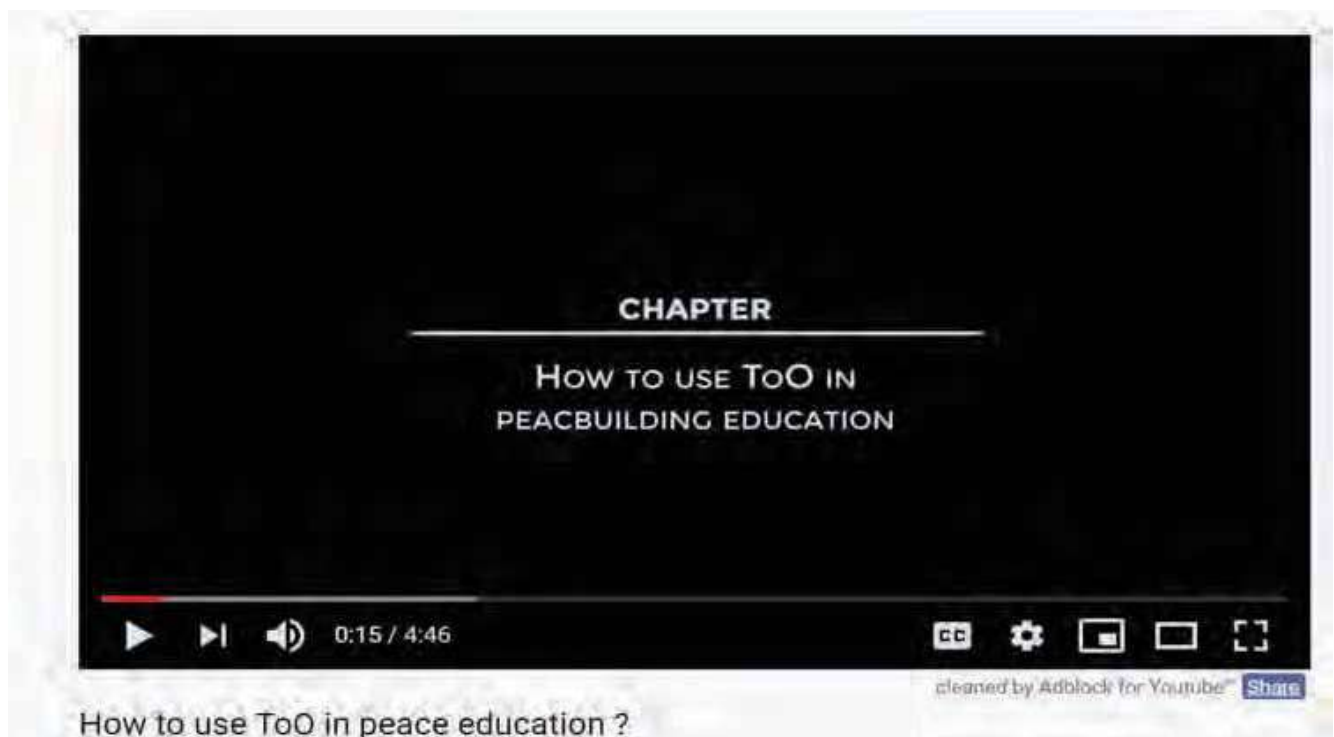 CHAPTER
HOW TO USE TOO IN
PEACBUILDING EDUCATION
0:15 / 4:46
CC
cleaned by Adblock for Youtube™ Share
How to use ToO in peace education ?